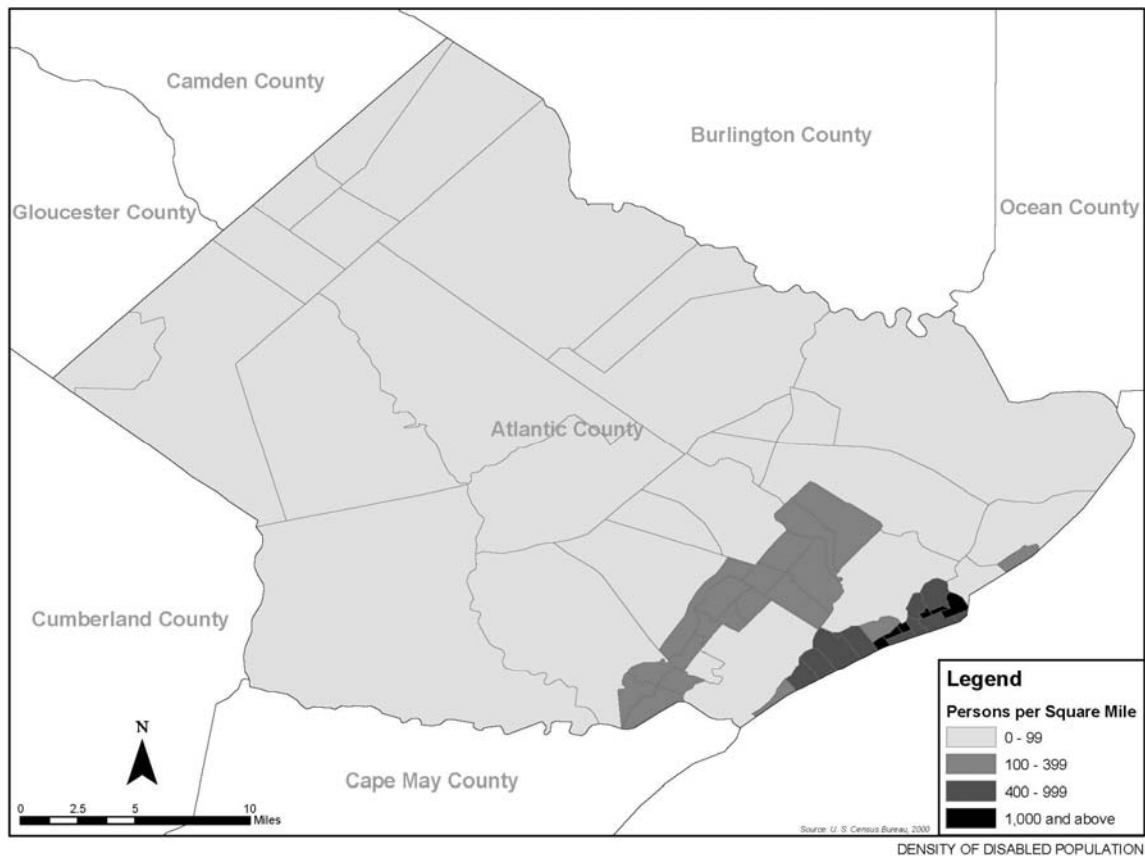 Camden County
Burlington County
Ocean County
Gloucester County
Atlantic County
Cumberland County
Cape May County
N
0 2.5 5 10
Miles
Legend
Persons per Square Mile
0 - 99
100 - 399
400 - 999
1,000 and above
Source: U. S. Census Bureau, 2000
DENSITY OF DISABLED POPULATION